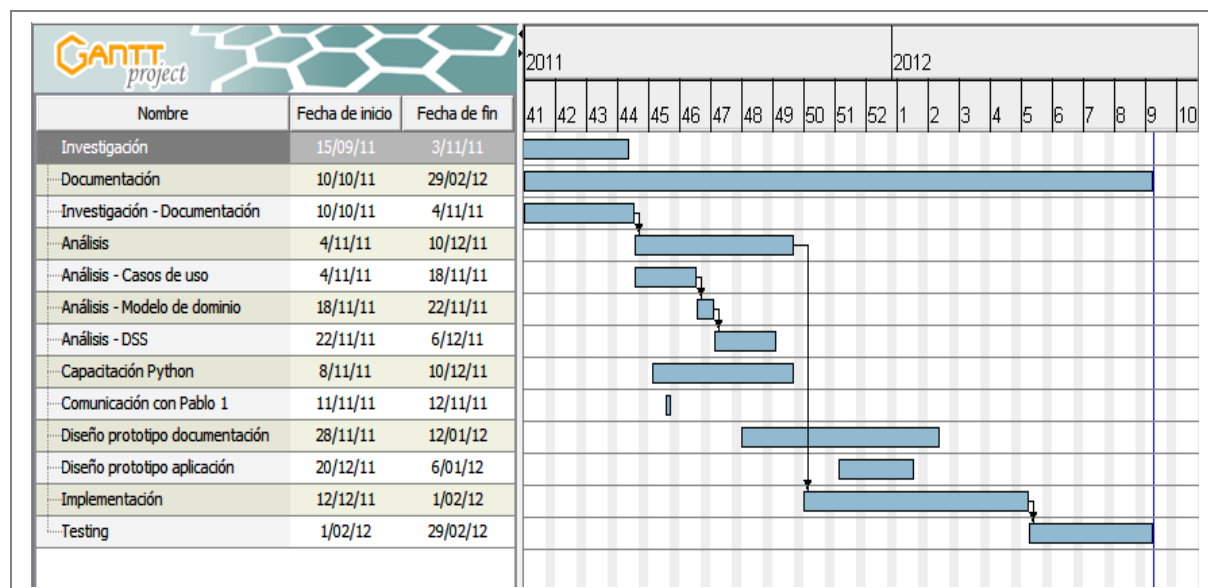 GANTT
project
2011 2012
Nombre Fecha de inicio Fecha de fin 41 42 43 44 45 46 47 48 49 50 51 52 1 2 3 4 5 6 7 8 9 10
Investigación 15/09/11 3/11/11
Documentación 10/10/11 29/02/12
Investigación - Documentación 10/10/11 4/11/11
Análisis 4/11/11 10/12/11
Análisis - Casos de uso 4/11/11 18/11/11
Análisis - Modelo de dominio 18/11/11 22/11/11
Análisis - DSS 22/11/11 6/12/11
Capacitación Python 8/11/11 10/12/11
Comunicación con Pablo 1 11/11/11 12/11/11
Diseño prototipo documentación 28/11/11 12/01/12
Diseño prototipo aplicación 20/12/11 6/01/12
Implementación 12/12/11 1/02/12
Testing 1/02/12 29/02/12